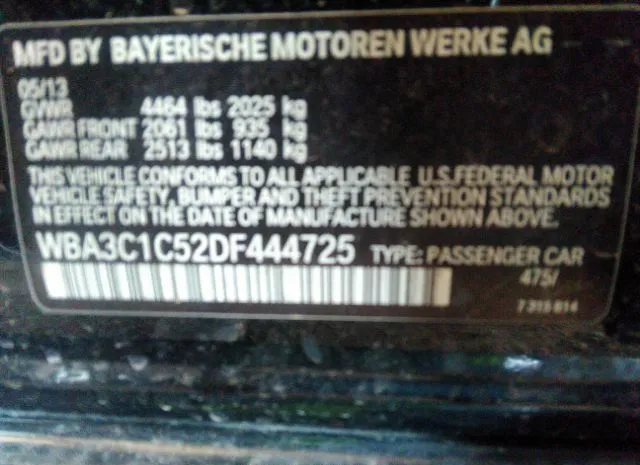 MFD BY BAYERISCHE MOTOREN WERKE AG
05/13
GVWR 4464 lbs 2025 kg
GAWR FRONT 2061 lbs 935 kg
GAWR REAR 2513 lbs 1140 kg
THIS VEHICLE CONFORMS TO ALL APPLICABLE U.S.FEDERAL MOTOR
VEHICLE SAFETY, BUMPER AND THEFT PREVENTION STANDARDS
IN EFFECT ON THE DATE OF MANUFACTURE SHOWN ABOVE.
WBA3C1C52DF444725 TYPE: PASSENGER CAR
475/
7 315 614